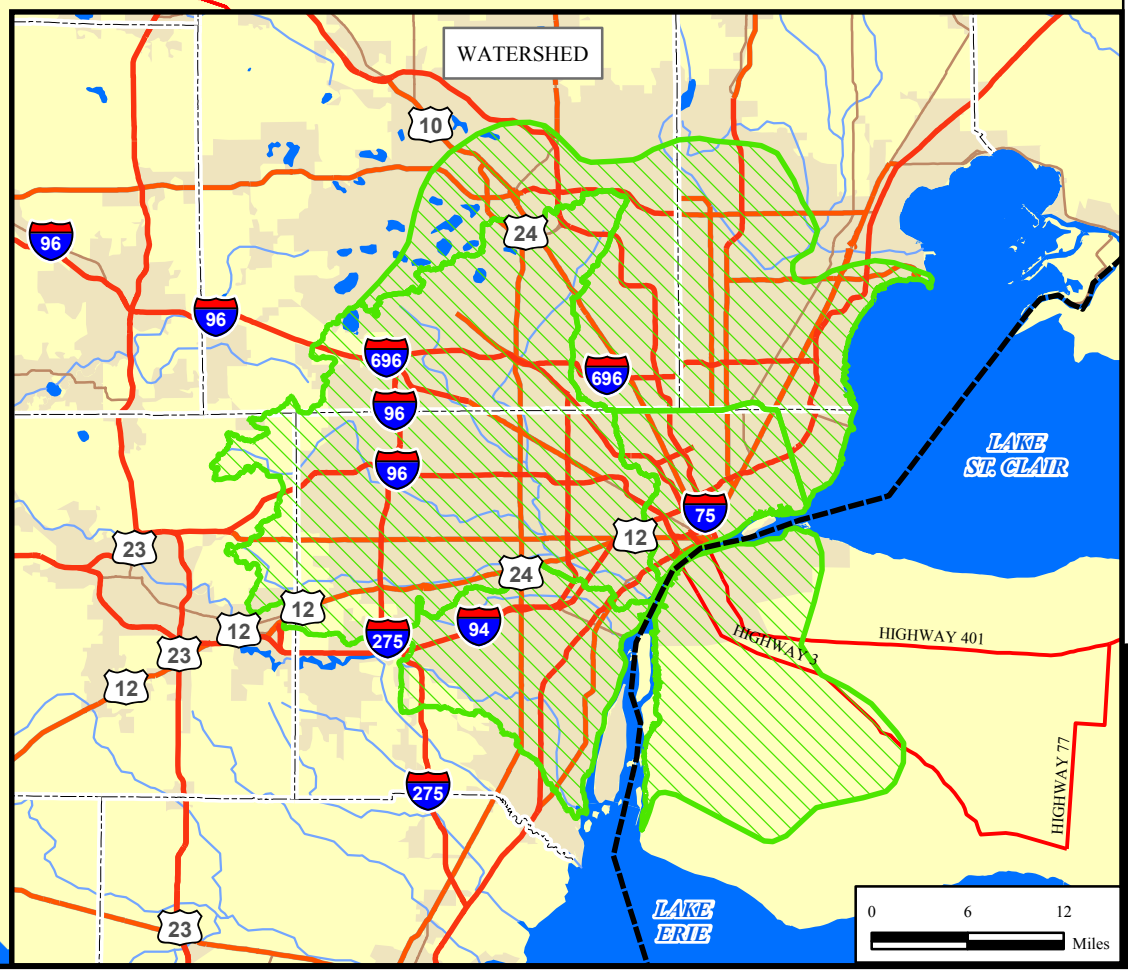 WATERSHED
10
24
96
96
696
696
96
LAKE
ST. CLAIR
96
75
12
23
24
12
94
12
275
HIGHWAY 401
HIGHWAY 3
23
12
HIGHWAY 77
275
LAKE
ERIE
0 6 12
Miles
23